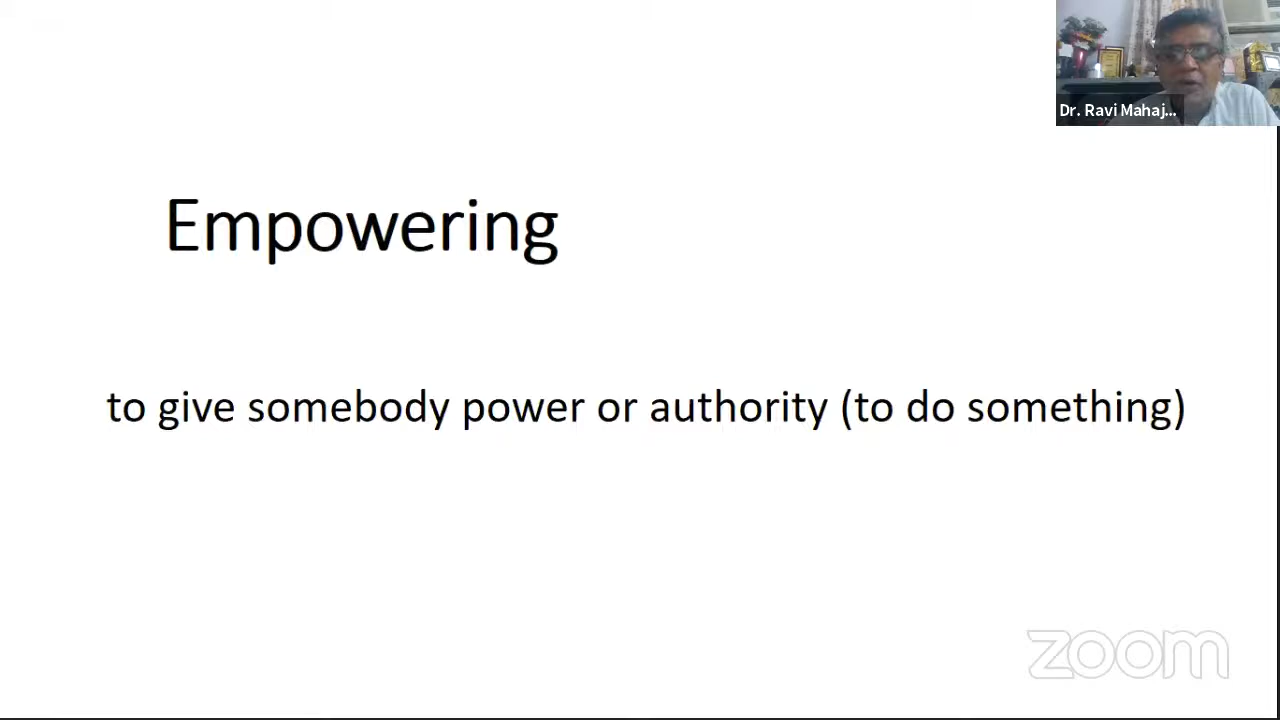 Dr. Ravi Mahaj...
Empowering
to give somebody power or authority (to do something)
zoom